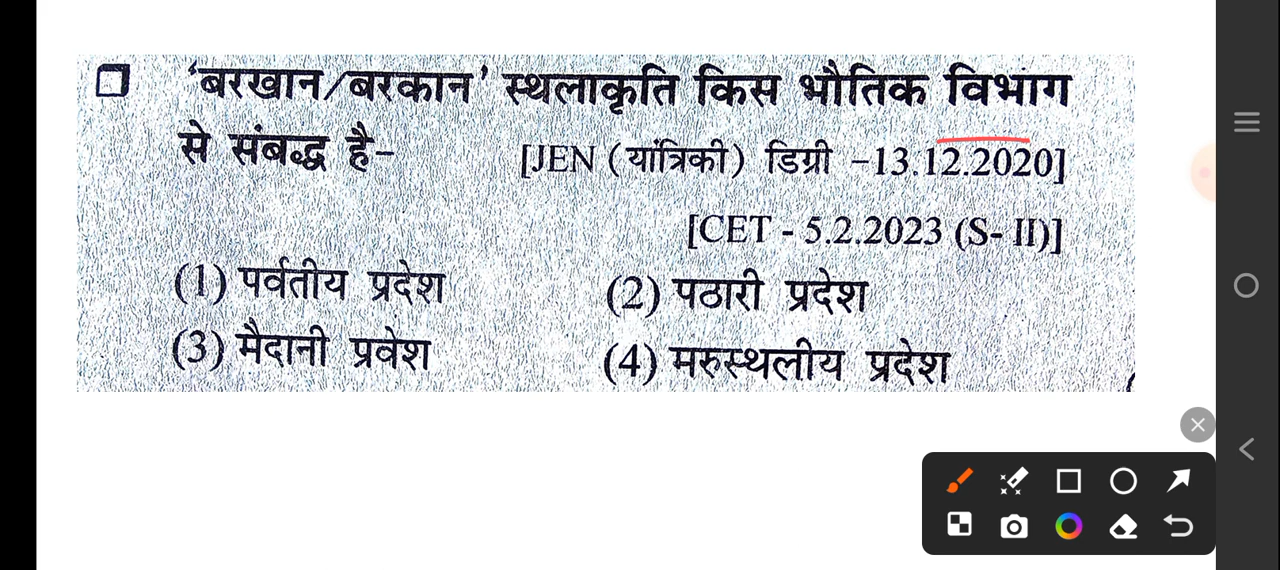 'बरखान/बरकान' स्थलाकृति किस भौतिक विभाग
से संबद्ध है- [JEN (यांत्रिकी) डिग्री -13.12.2020]
[CET - 5.2.2023 (S- II)]
(1) पर्वतीय प्रदेश (2) पठारी प्रदेश
(3) मैदानी प्रवेश (4) मरुस्थलीय प्रदेश